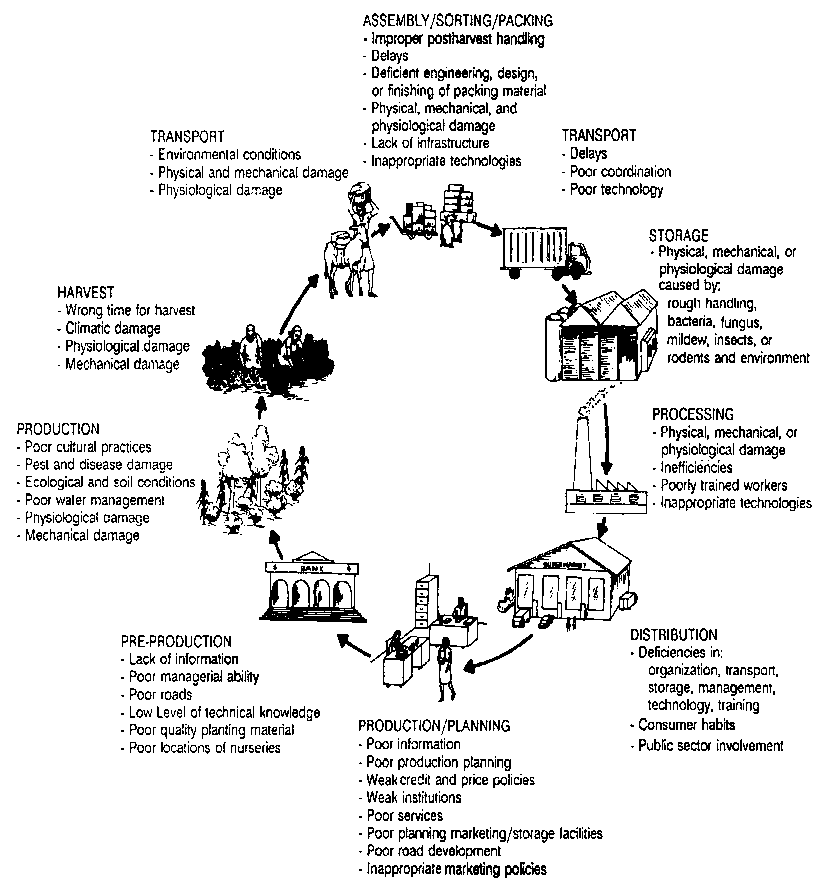 ASSEMBLY/SORTING/PACKING
- Improper postharvest handling
- Delays
- Deficient engineering, design,
or finishing of packing material
- Physical, mechanical, and
physiological damage
- Lack of infrastructure
- Inappropriate technologies
TRANSPORT
- Environmental conditions
- Physical and mechanical damage
- Physiological damage
TRANSPORT
- Delays
- Poor coordination
- Poor technology
STORAGE
- Physical, mechanical, or
physiological damage
caused by:
rough handling,
bacteria, fungus,
mildew, insects, or
rodents and environment
HARVEST
- Wrong time for harvest
- Climatic damage
- Physiological damage
- Mechanical damage
PROCESSING
- Physical, mechanical, or
physiological damage
- Inefficiencies
- Poorly trained workers
- Inappropriate technologies
PRODUCTION
- Poor cultural practices
- Pest and disease damage
- Ecological and soil conditions
- Poor water management
- Physiological damage
- Mechanical damage
BANK
SUPERMARKET
DISTRIBUTION
- Deficiencies in:
organization, transport,
storage, management,
technology, training
- Consumer habits
- Public sector involvement
PRE-PRODUCTION
- Lack of information
- Poor managerial ability
- Poor roads
- Low Level of technical knowledge
- Poor quality planting material
- Poor locations of nurseries
PRODUCTION/PLANNING
- Poor information
- Poor production planning
- Weak credit and price policies
- Weak institutions
- Poor services
- Poor planning marketing/storage facilities
- Poor road development
- Inappropriate marketing policies